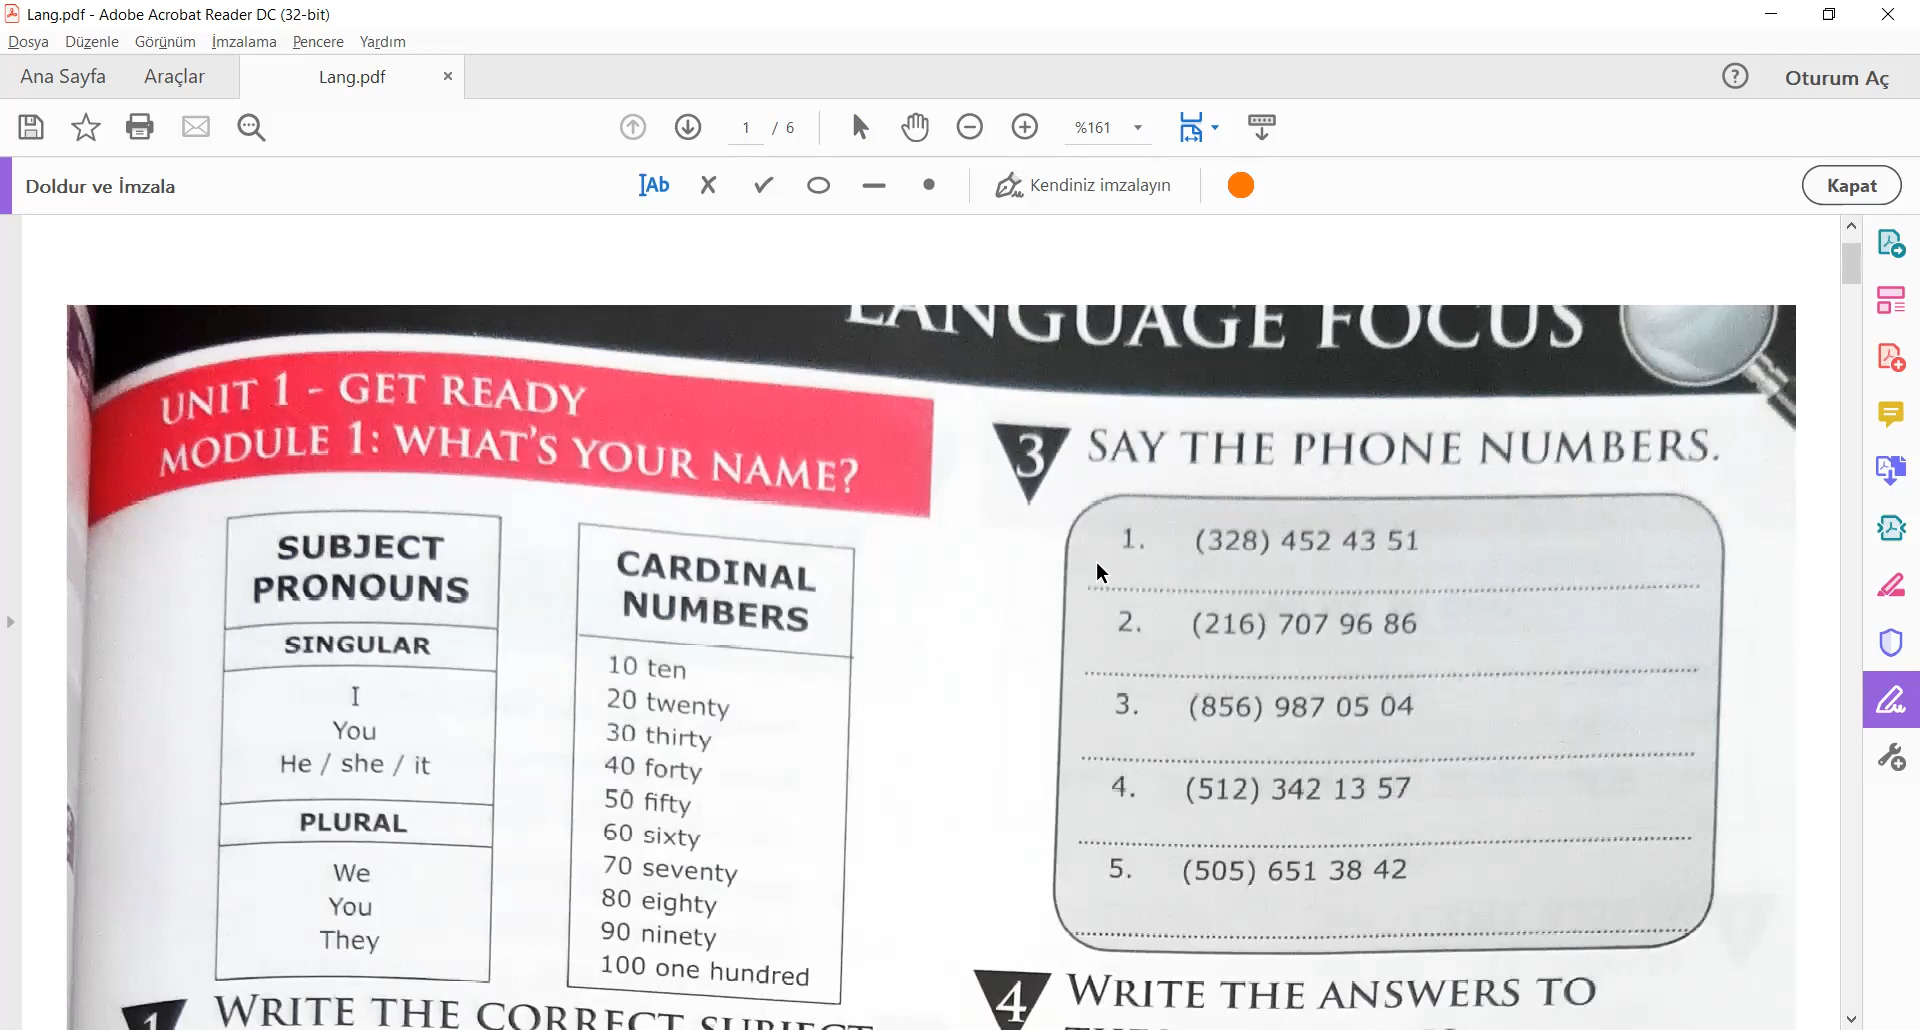 Lang.pdf - Adobe Acrobat Reader DC (32-bit)
Dosya Düzenle Görünüm İmzalama Pencere Yardım
Ana Sayfa Araçlar Lang.pdf Oturum Aç
1 / 6 %161
Doldur ve İmzala Kendiniz imzalayın Kapat
LANGUAGE FOCUS
UNIT 1 - GET READY
MODULE 1: WHAT'S YOUR NAME?
SUBJECT
PRONOUNS
SINGULAR
I
You
He / she / it
PLURAL
We
You
They
CARDINAL
NUMBERS
10 ten
20 twenty
30 thirty
40 forty
50 fifty
60 sixty
70 seventy
80 eighty
90 ninety
100 one hundred
1 WRITE THE CORRECT SUBJECT
3 SAY THE PHONE NUMBERS.
1. (328) 452 43 51
2. (216) 707 96 86
3. (856) 987 05 04
4. (512) 342 13 57
5. (505) 651 38 42
4 WRITE THE ANSWERS TO